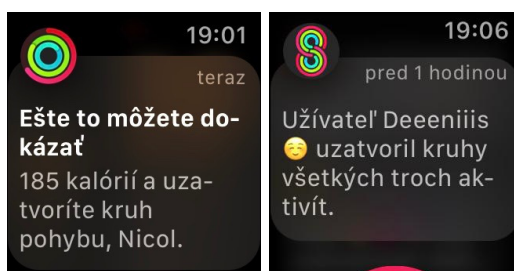 19:01
teraz
Ešte to môžete do-
kázať
185 kalórií a uza-
tvoríte kruh
pohybu, Nicol.
19:06
pred 1 hodinou
Užívateľ Deeeniiis
☺️ uzatvoril kruhy
všetkých troch ak-
tivít.